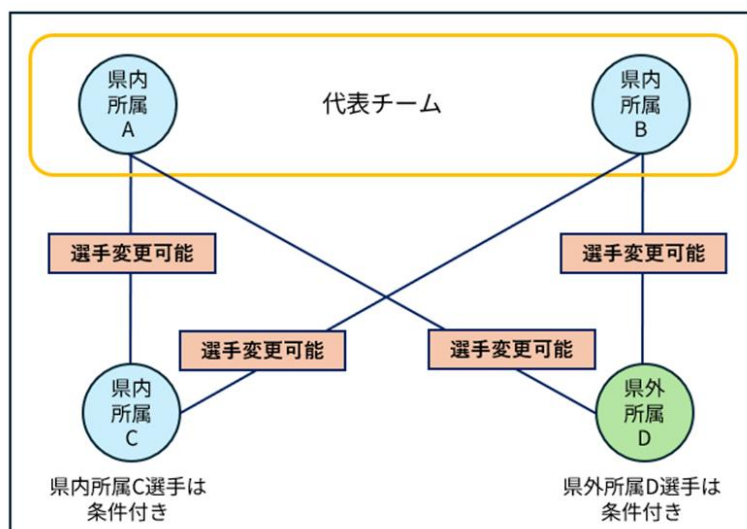 県内
所属
A
代表チーム
県内
所属
B
選手変更可能
選手変更可能
選手変更可能
選手変更可能
県内
所属
C
県外
所属
D
県内所属C選手は
条件付き
県外所属D選手は
条件付き